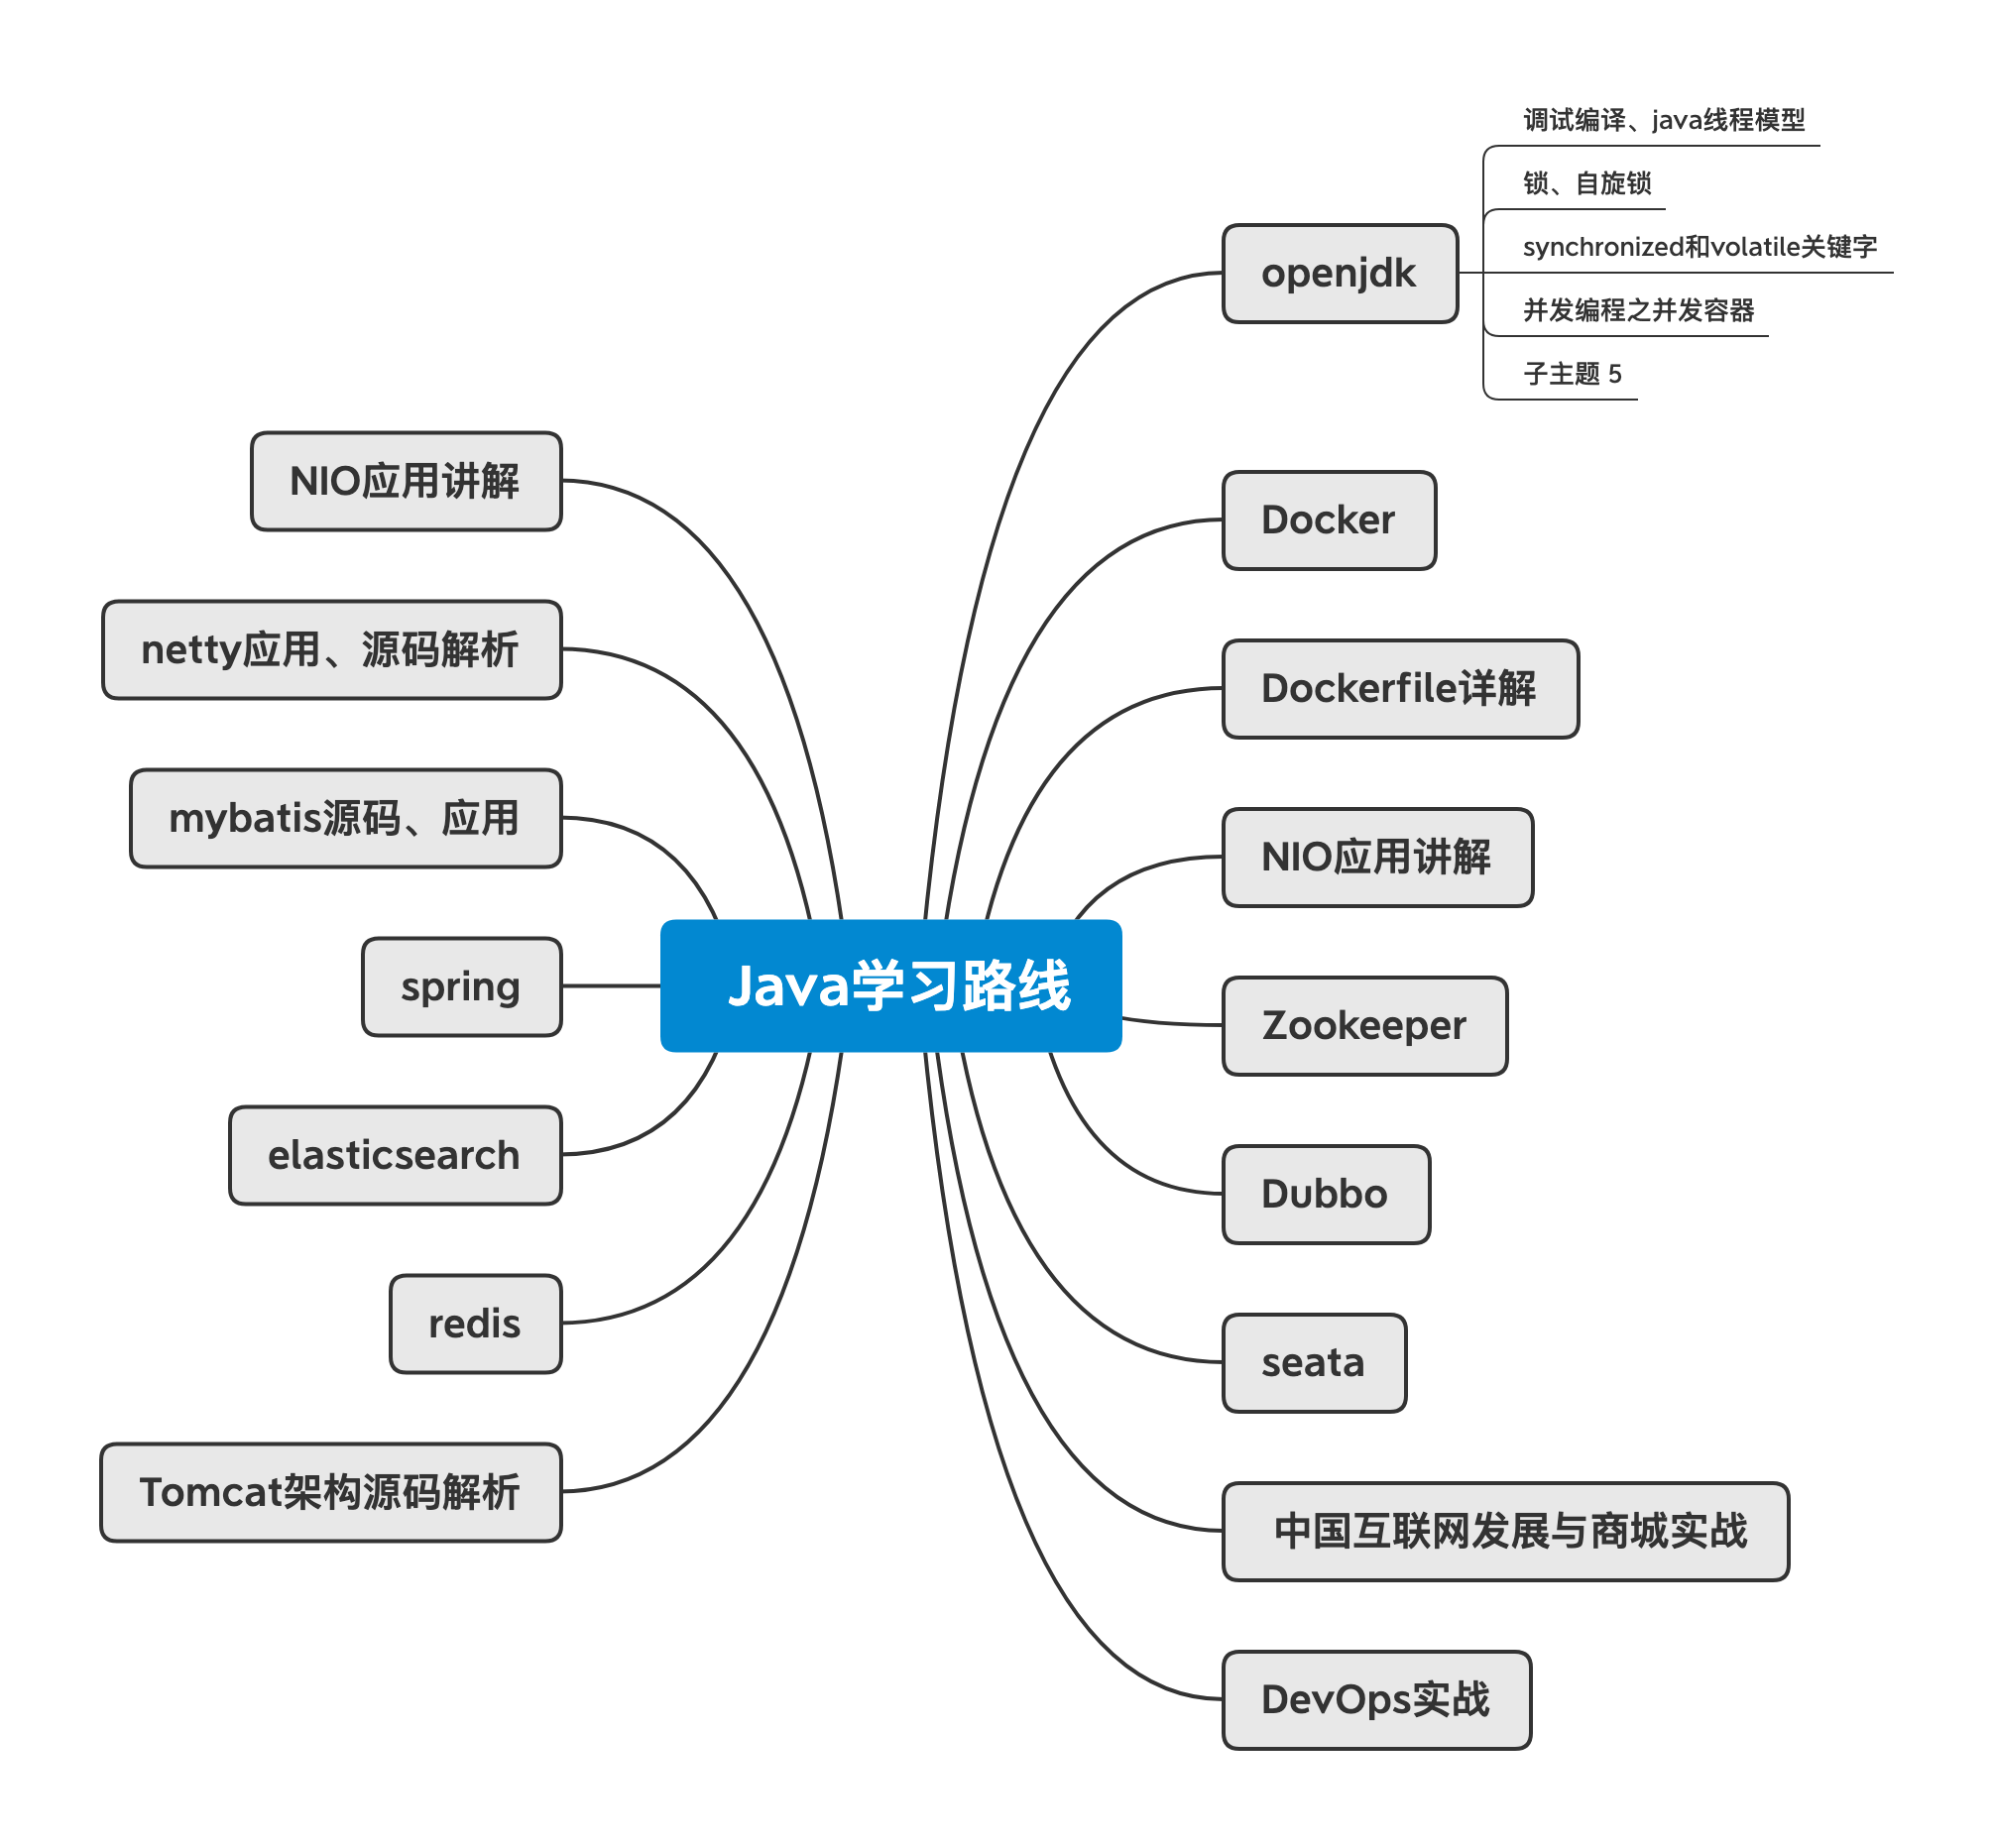 Java学习路线
openjdk
调试编译、java线程模型
锁、自旋锁
synchronized和volatile关键字
并发编程之并发容器
子主题 5
Docker
Dockerfile详解
NIO应用讲解
Zookeeper
Dubbo
seata
中国互联网发展与商城实战
DevOps实战
NIO应用讲解
netty应用、源码解析
mybatis源码、应用
spring
elasticsearch
redis
Tomcat架构源码解析